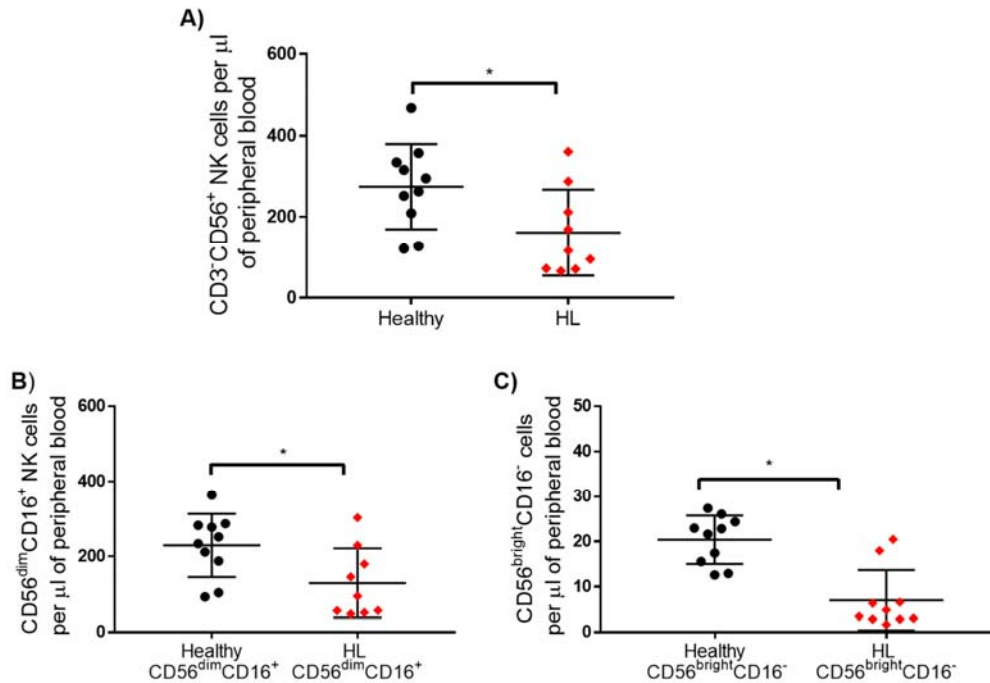 A)
CD3⁻CD56⁺ NK cells per μl
of peripheral blood
600
400
200
0
*
Healthy
HL
B)
CD56ᵈⁱᵐCD16⁺ NK cells
per μl of peripheral blood
600
400
200
0
*
Healthy
CD56ᵈⁱᵐCD16⁺
HL
CD56ᵈⁱᵐCD16⁺
C)
CD56ᵇʳⁱᵍʰᵗCD16⁻ cells
per μl of peripheral blood
50
40
30
20
10
0
*
Healthy
CD56ᵇʳⁱᵍʰᵗCD16⁻
HL
CD56ᵇʳⁱᵍʰᵗCD16⁻